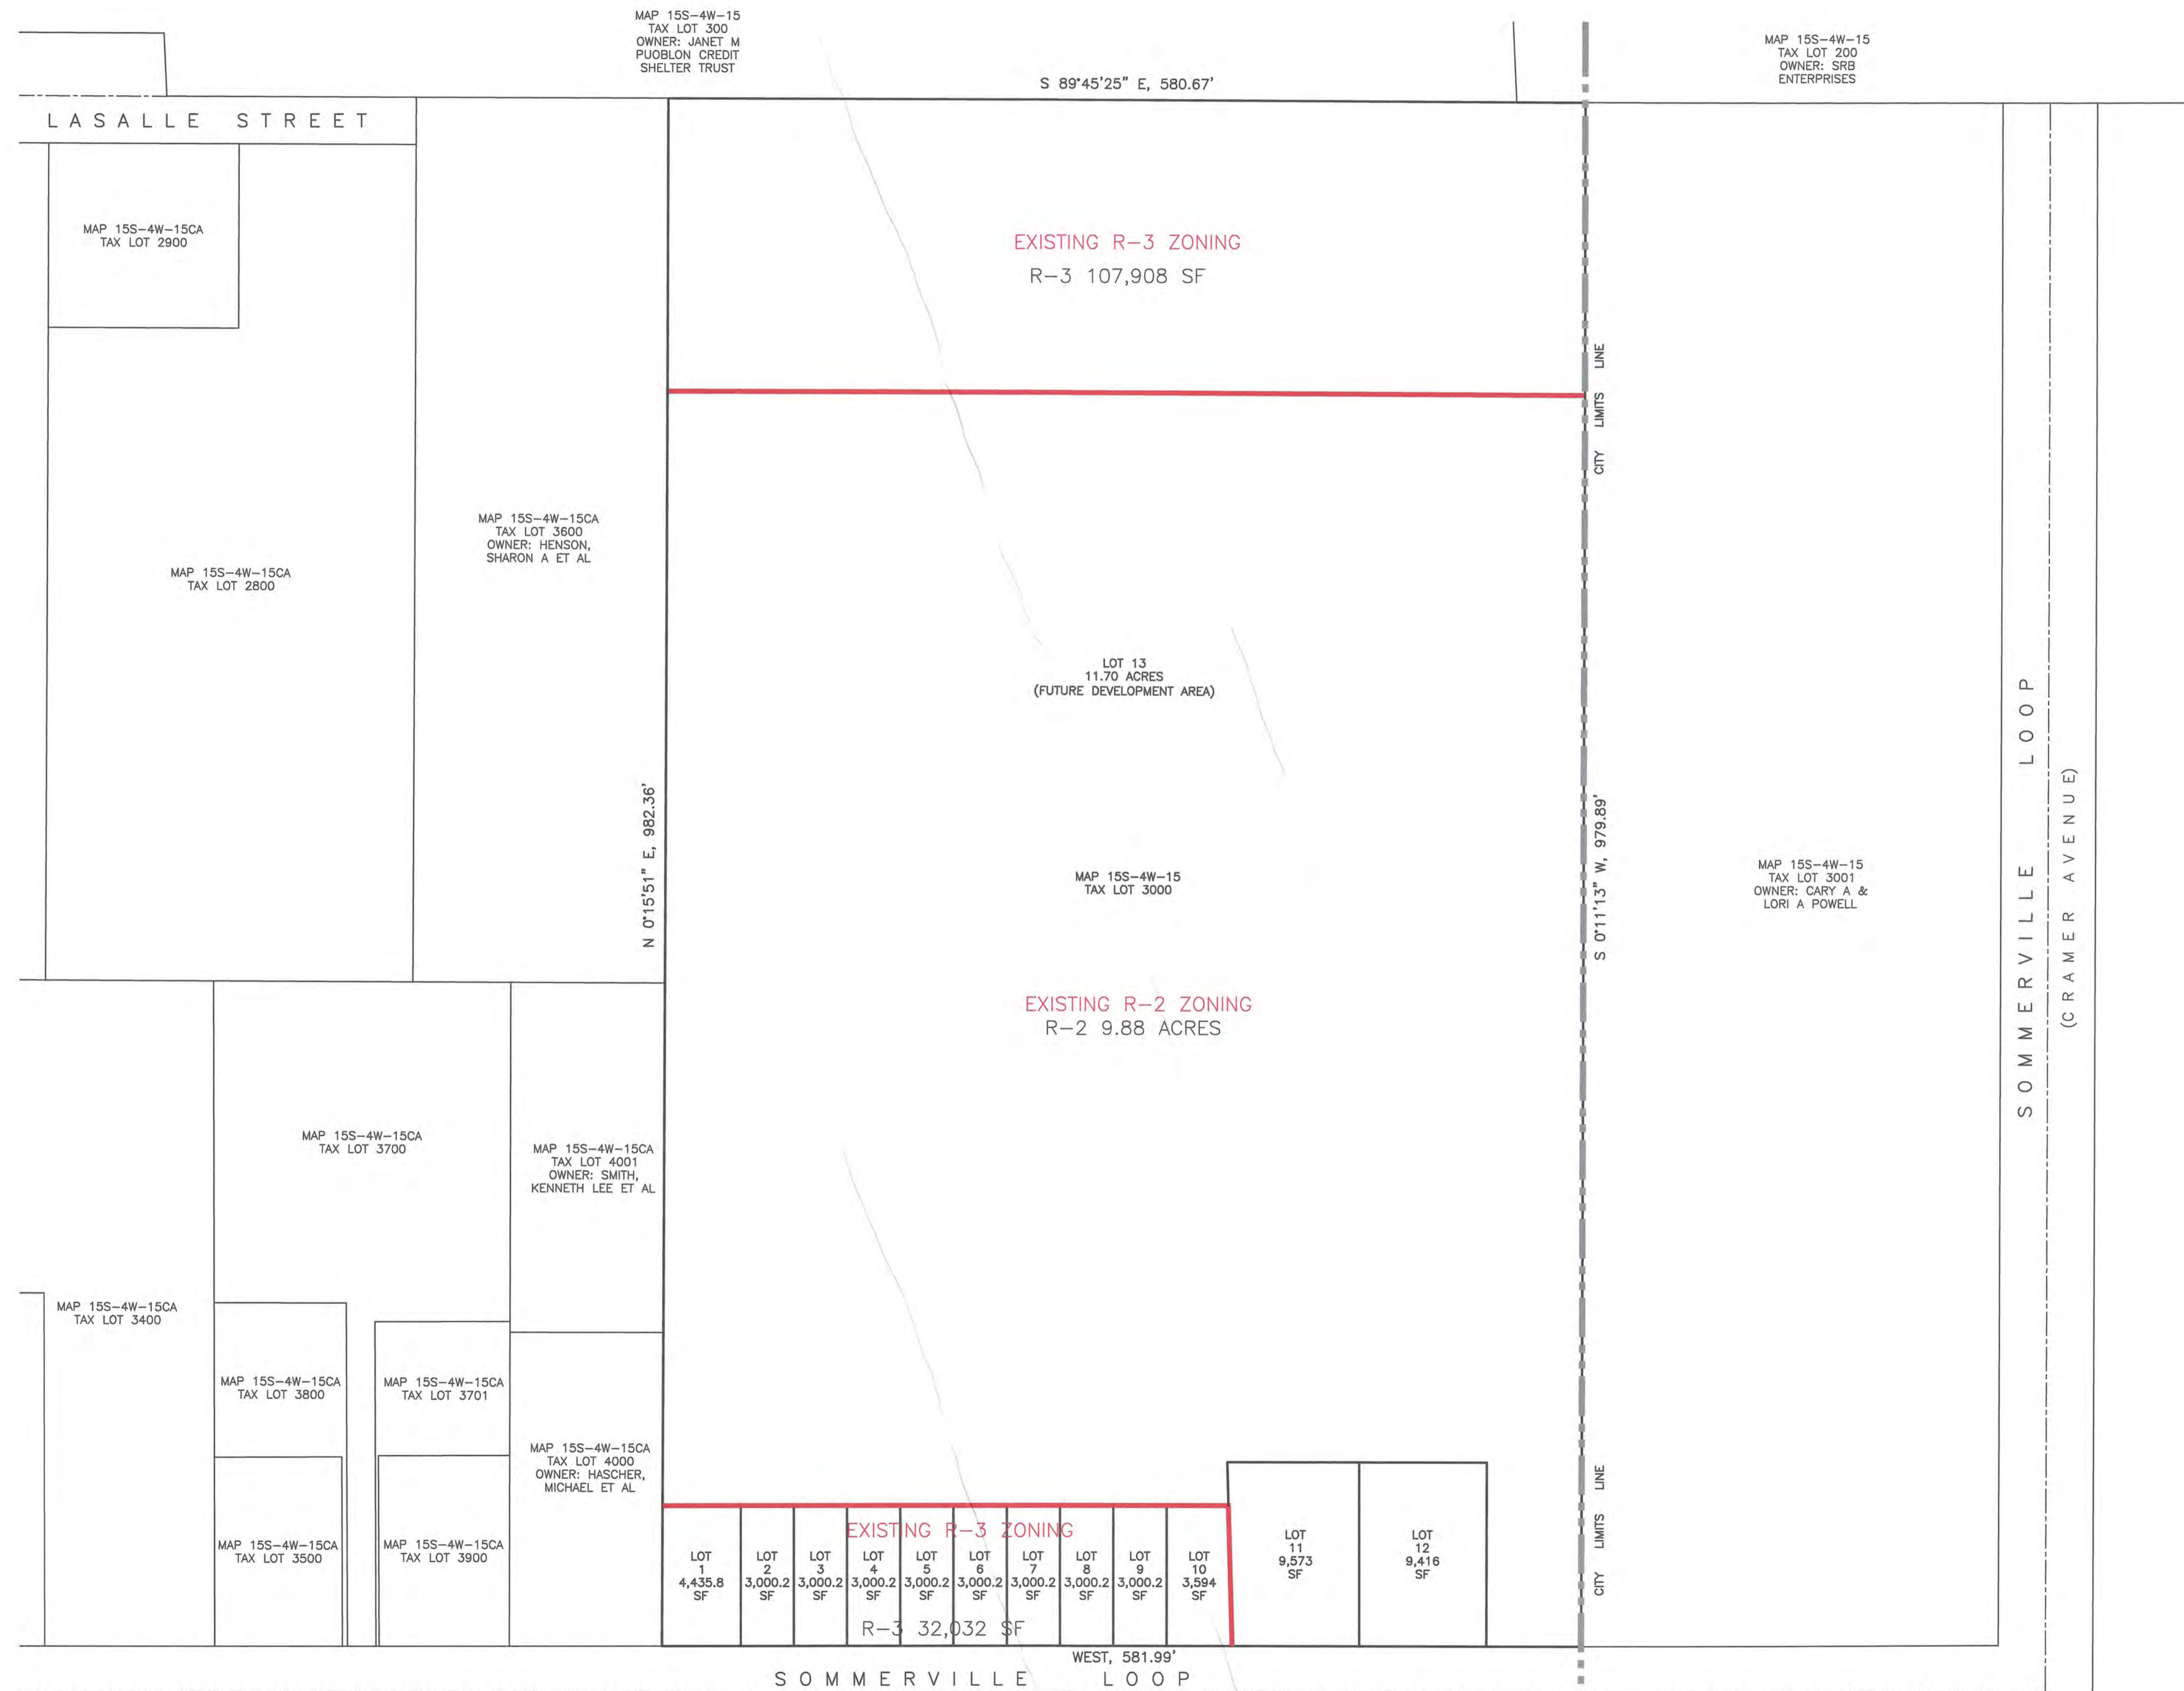 MAP 15S-4W-15
TAX LOT 300
OWNER: JANET M
PUOBLON CREDIT
SHELTER TRUST
S 89°45'25" E, 580.67'
MAP 15S-4W-15
TAX LOT 200
OWNER: SRB
ENTERPRISES
LASALLE STREET
MAP 15S-4W-15CA
TAX LOT 2900
EXISTING R-3 ZONING
R-3 107,908 SF
CITY LIMITS LINE
MAP 15S-4W-15CA
TAX LOT 3600
OWNER: HENSON,
SHARON A ET AL
MAP 15S-4W-15CA
TAX LOT 2800
LOT 13
11.70 ACRES
(FUTURE DEVELOPMENT AREA)
N 0°15'51" E, 982.36'
MAP 15S-4W-15
TAX LOT 3000
S 0°11'13" W, 979.89'
MAP 15S-4W-15
TAX LOT 3001
OWNER: CARY A &
LORI A POWELL
SOMMERVILLE LOOP
(CRAMER AVENUE)
EXISTING R-2 ZONING
R-2 9.88 ACRES
MAP 15S-4W-15CA
TAX LOT 3700
MAP 15S-4W-15CA
TAX LOT 4001
OWNER: SMITH,
KENNETH LEE ET AL
MAP 15S-4W-15CA
TAX LOT 3400
MAP 15S-4W-15CA
TAX LOT 3800
MAP 15S-4W-15CA
TAX LOT 3701
MAP 15S-4W-15CA
TAX LOT 4000
OWNER: HASCHER,
MICHAEL ET AL
MAP 15S-4W-15CA
TAX LOT 3500
MAP 15S-4W-15CA
TAX LOT 3900
EXISTING R-3 ZONING
LOT
1
4,435.8
SF
LOT
2
3,000.2
SF
LOT
3
3,000.2
SF
LOT
4
3,000.2
SF
LOT
5
3,000.2
SF
LOT
6
3,000.2
SF
LOT
7
3,000.2
SF
LOT
8
3,000.2
SF
LOT
9
3,000.2
SF
LOT
10
3,594
SF
LOT
11
9,573
SF
LOT
12
9,416
SF
CITY LIMITS LINE
R-3 32,032 SF
WEST, 581.99'
SOMMERVILLE LOOP